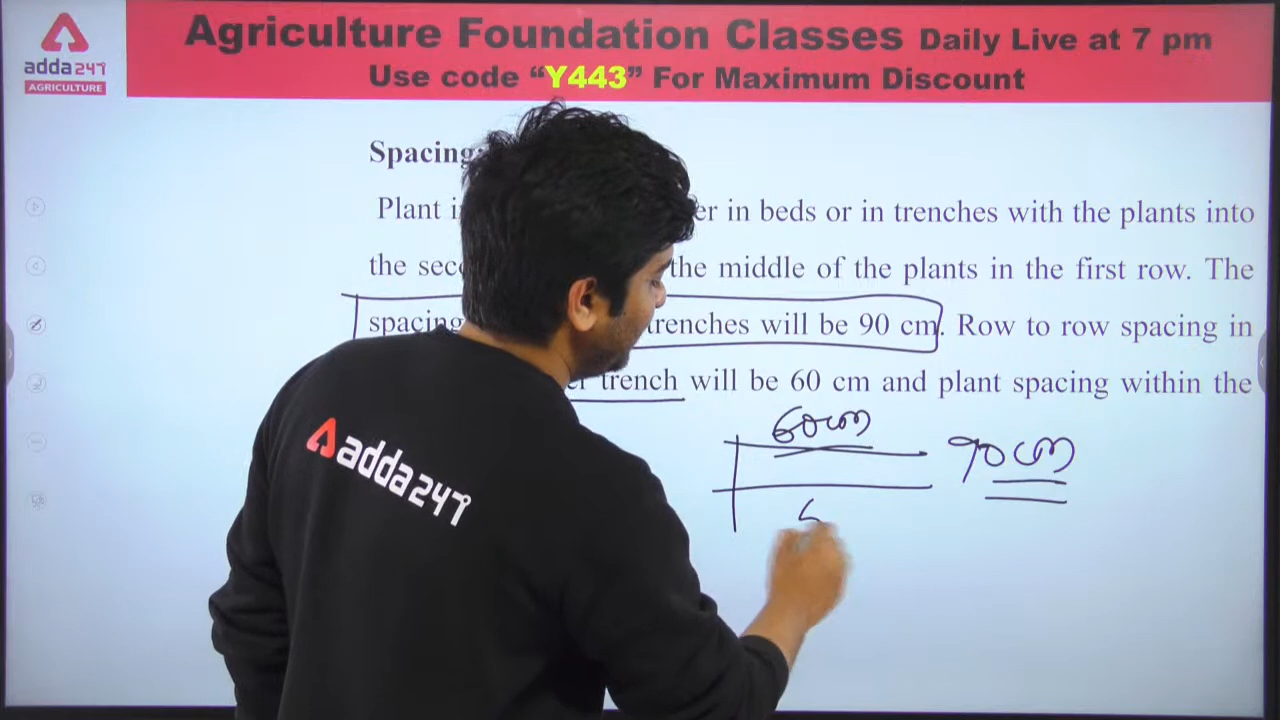 Agriculture Foundation Classes Daily Live at 7 pm
Use code “Y443” For Maximum Discount
adda247
AGRICULTURE
Spacing:
Plant in beds or in trenches with the plants into
the the middle of the plants in the first row. The
spacing trenches will be 90 cm. Row to row spacing in
trench will be 60 cm and plant spacing within the
60cm
90cm
adda247